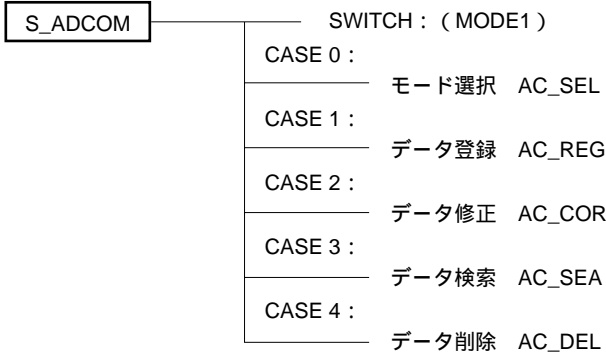 S_ADCOM
SWITCH：（MODE1）
CASE 0：
モード選択　AC_SEL
CASE 1：
データ登録　AC_REG
CASE 2：
データ修正　AC_COR
CASE 3：
データ検索　AC_SEA
CASE 4：
データ削除　AC_DEL